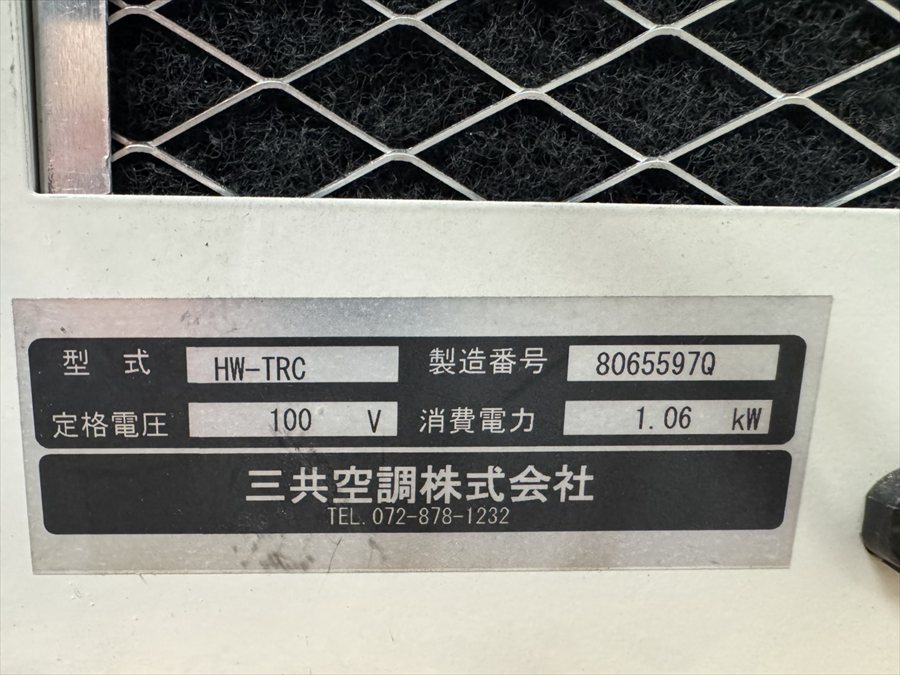 型 式 HW-TRC 製造番号 8065597Q
定格電圧 100 V 消費電力 1.06 kW
三共空調株式会社
TEL. 072-878-1232